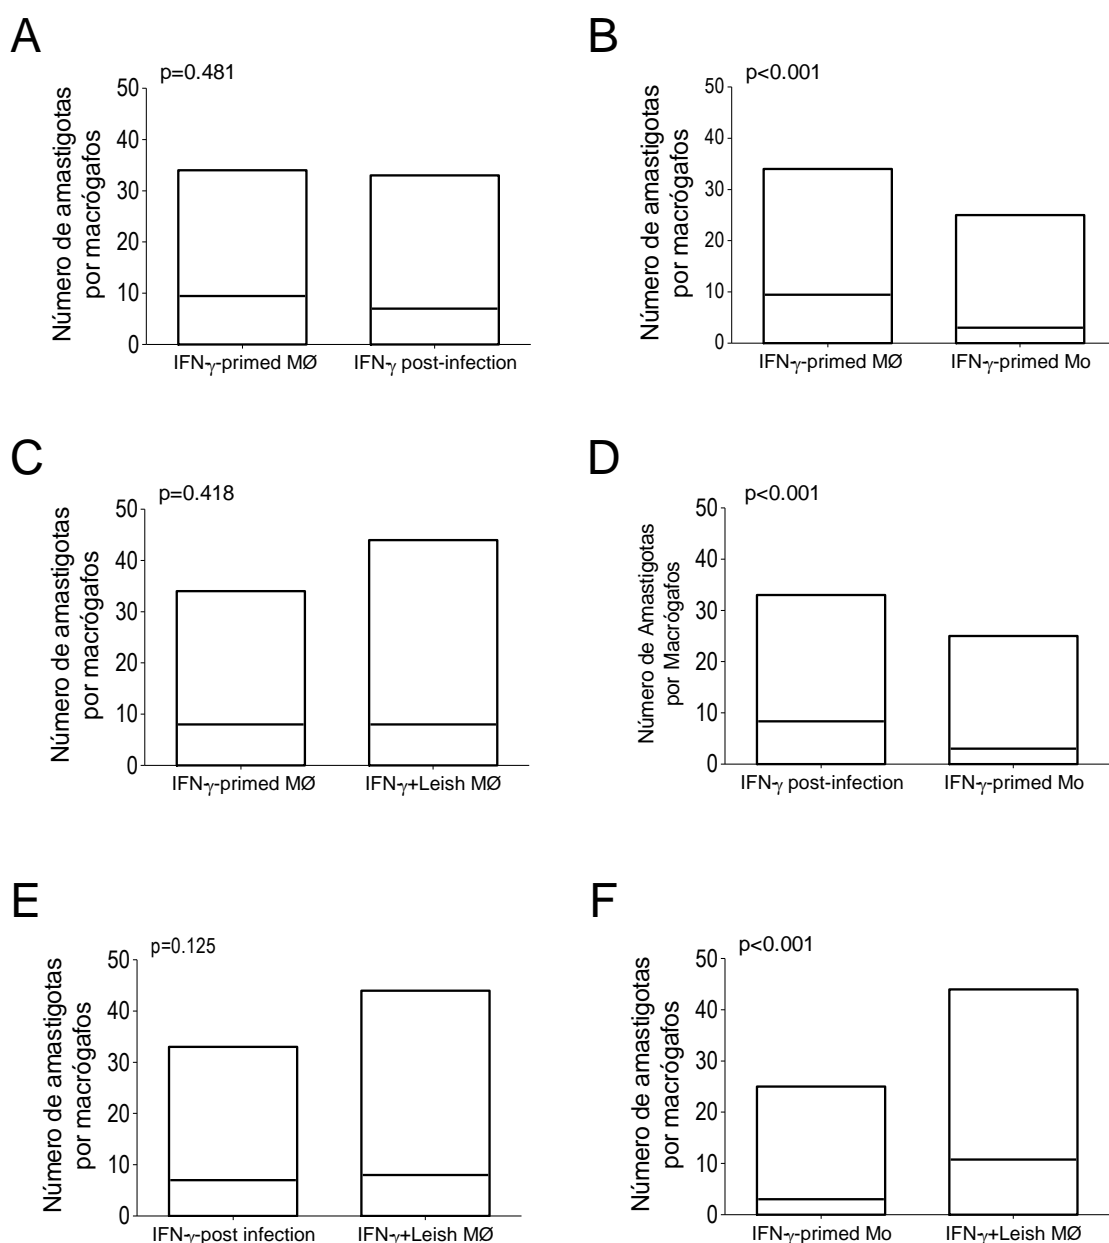 A
p=0.481
Número de amastigotas
por macrógafos
50
40
30
20
10
0
IFN-γ-primed MØ
IFN-γ post-infection
B
p<0.001
Número de amastigotas
por macrógafos
50
40
30
20
10
0
IFN-γ-primed MØ
IFN-γ-primed Mo
C
p=0.418
Número de amastigotas
por macrógafos
50
40
30
20
10
0
IFN-γ-primed MØ
IFN-γ+Leish MØ
D
p<0.001
Número de Amastigotas
por Macrógafos
50
40
30
20
10
0
IFN-γ post-infection
IFN-γ-primed Mo
E
p=0.125
Número de amastigotas
por macrógafos
50
40
30
20
10
0
IFN-γ-post infection
IFN-γ+Leish MØ
F
p<0.001
Número de amastigotas
por macrógafos
50
40
30
20
10
0
IFN-γ-primed Mo
IFN-γ+Leish MØ